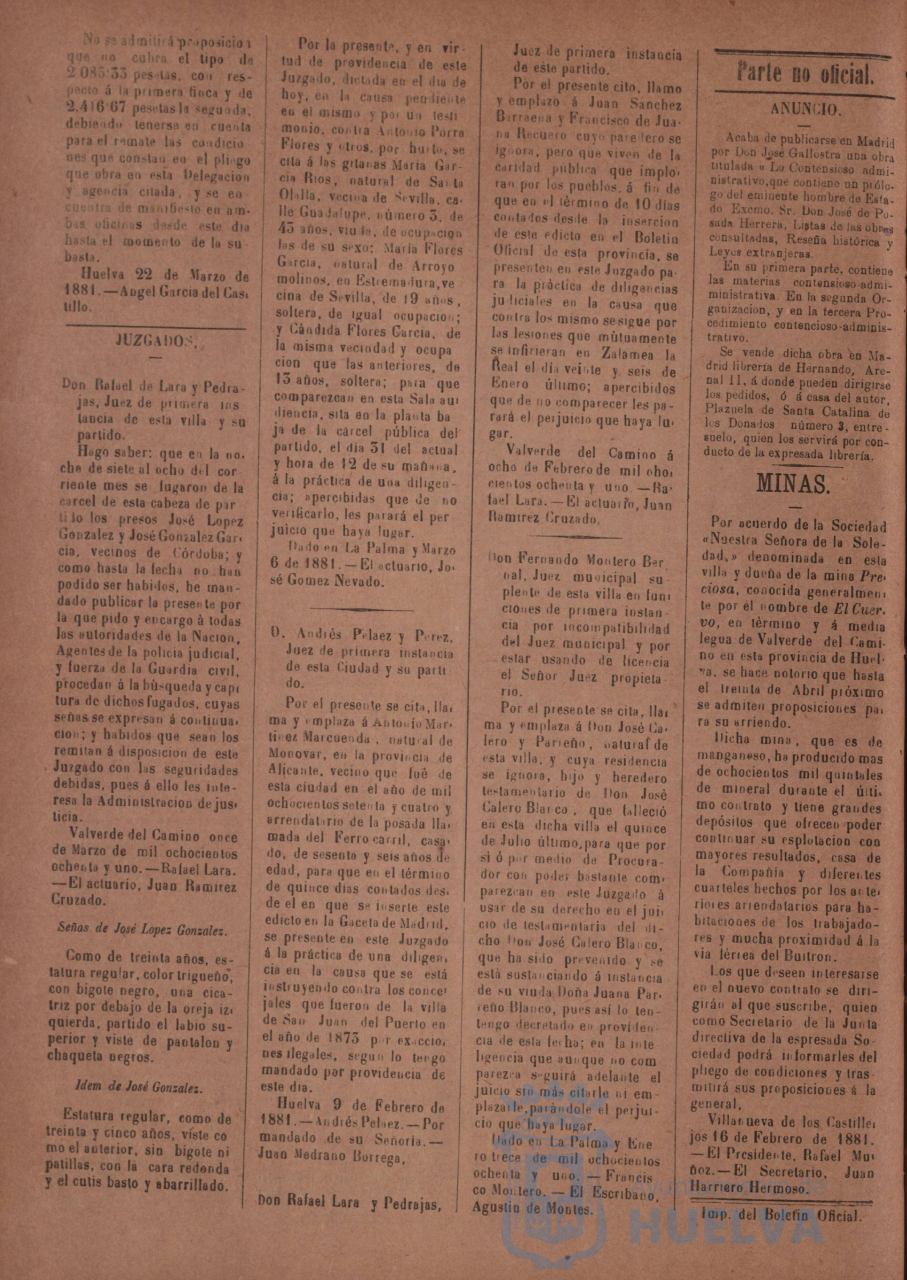 No se admitirá proposicion
que no cubra el tipo de
2.083'33 pesetas, con res-
pecto á la primera finca y de
2.416'67 pesetas la segunda,
debiendo tenerse en cuenta
para el remate las condicio
nes que constan en el pliego
que obra en esta Delegacion
y agencia citada, y se en
cuentra de manifiesto en am-
bas oficinas desde este dia
hasta el momento de la su-
basta.
Huelva 22 de Marzo de
1881.—Angel Garcia del Cas-
tillo.
JUZGADOS.
Don Rafael de Lara y Pedra-
jas, Juez de primera ins
tancia de esta villa y su
partido.
Hago saber: que en la no-
che de siete al ocho del cor-
riente mes se fugaron de la
carcel de esta cabeza de par
tido los presos José Lopez
Gonzalez y José Gonzalez Gar-
cia, vecinos de Córdoba; y
como hasta la fecha no han
podido ser habidos, he man-
dado publicar la presente por
la que pido y encargo à todas
las autoridades de la Nacion,
Agentes de la policia judicial,
y fuerza de la Guardia civil,
procedan à la búsqueda y cap-
tura de dichos fugados, cuyas
señas se expresan á continua-
cion; y habidos que sean los
remitan á disposicion de este
Juzgado con las seguridades
debidas, pues á ello les inte-
resa la Administracion de jus-
ticia.
Valverde del Camino once
de Marzo de mil ochocientos
ochenta y uno.—Rafael Lara.
—El actuario, Juan Ramirez
Cruzado.
Señas de José Lopez Gonzalez.
Como de treinta años, es-
tatura regular, color trigueño,
con bigote negro, una cica-
triz por debajo de la oreja iz-
quierda, partido el labio su-
perior y viste de pantalon y
chaqueta negros.
Idem de José Gonzalez.
Estatura regular, como de
treinta y cinco años, viste co
mo el anterior, sin bigote ni
patillas, con la cara redonda
y el cutis basto y abarrillado.
Por la presente, y en vir-
tud de providencia de este
Juzgado, dictada en el dia de
hoy, en la causa pendiente
en el mismo y por un testi
monio, contra Antonio Porra
Flores y otros, por hurto, se
cita á las gitanas Maria Gar-
cia Rios, natural de Santa
Olalla, vecina de Sevilla, ca-
lle Guadalupe, número 3, de
45 años, viuda, de ocupacion
las de su sexo; Maria Flores
Garcia, natural de Arroyo
molinos, en Estremadura, ve
cina de Sevilla, de 19 años,
soltera, de igual ocupacion;
y Cándida Flores Garcia, de
la misma vecindad y ocupa
cion que las anteriores, de
13 años, soltera; para que
comparezcan en esta Sala au-
diencia, sita en la planta ba
ja de la cárcel pública del
partido, el dia 31 del actual
y hora de 12 de su mañana,
á la práctica de una diligen-
cia; apercibidas que de no
verificarlo, les parará el per
juicio que haya lugar.
Dado en La Palma y Marzo
6 de 1881.—El actuario, Jo-
sé Gomez Nevado.
D. Andrés Pelaez y Perez,
Juez de primera instancia
de esta Ciudad y su parti-
do.
Por el presente se cita, lla-
ma y emplaza á Antonio Mar-
tinez Marcuenda, natural de
Monovar, en la provincia de
Alicante, vecino que fué de
esta ciudad en el año de mil
ochocientos setenta y cuatro y
arrendatario de la posada lla-
mada del Ferro carril, casa-
do, de sesenta y seis años de
edad, para que en el término
de quince dias contados des-
de el en que se inserte este
edicto en la Gaceta de Madrid,
se presente en este Juzgado
á la práctica de una diligen-
cia en la causa que se está
instruyendo contra los conce-
jales que fueron de la villa
de San Juan del Puerto en
el año de 1873 por exaccio-
nes ilegales, segun lo tengo
mandado por providencia de
este dia.
Huelva 9 de Febrero de
1881.—Andrés Pelaez.—Por
mandado de su Señoria.—
Juan Medrano Borrega,
Don Rafael Lara y Pedrajas,
Juez de primera instancia
de este partido.
Por el presente cito, llamo
y emplazo á Juan Sanchez
Barraena y Francisco de Jua-
na Recuero cuyo paredero se
ignora, pero que viven de la
caridad pública que implo-
ran por los pueblos, á fin de
que en el término de 10 dias
contados desde la insercion
de este edicto en el Boletin
Oficial de esta provincia, se
presenten en este Juzgado pa-
ra la práctica de diligencias
judiciales en la causa que
contra los mismo se sigue por
las lesiones que mútuamente
se infirieran en Zalamea la
Real el dia veinte y seis de
Enero último; apercibidos
que de no comparecer les pa-
rará el perjuicio que haya lu-
gar.
Valverde del Camino á
ocho de Febrero de mil ocho-
cientos ochenta y uno.—Ra-
fael Lara.—El actuario, Juan
Ramirez Cruzado.
Don Fernando Montero Ber-
nal, Juez municipal su-
plente de esta villa en fun-
ciones de primera instan-
cia por incompatibilidad
del Juez municipal y por
estar usando de licencia
el Señor Juez propieta-
rio.
Por el presente se cita, lla-
ma y emplaza á Don José Ca-
lero y Parieño, natural de
esta villa, y cuya residencia
se ignora, hijo y heredero
testamentario de Don José
Calero Blanco, que falleció
en esta dicha villa el quince
de Julio último, para que por
si ó por medio de Procura-
dor con poder bastante com-
parezcan en este Juzgado á
usar de su derecho en el jui-
cio de testamentaria del di-
cho Don José Calero Blanco,
que ha sido prevenido y se
está sustanciando á instancia
de su viuda Doña Juana Par-
reño Blanco, pues así lo ten-
tengo decretado en providen-
cia de esta fecha; en la inte-
ligencia que aunque no com
parezca seguirá adelante el
juicio sin más citarle ni em-
plazarle, parándole el perjui-
cio que haya lugar.
Dado en La Palma y Ene
ro trece de mil ochocientos
ochenta y uno.—Francis
co Montero.—El Escribano,
Agustin de Montes.
Parte no oficial.
ANUNCIO.
Acaba de publicarse en Madrid
por Don José Gallostra una obra
titulada « Lo Contensioso admi-
nistrativo, que contiene un prólo-
go del eminente hombre de Esta-
do Excmo. Sr. Don José de Po-
sada Herrera, Listas de las obres
consultadas, Reseña histórica y
Leyes extranjeras.
En su primera parte, contiene
las materias contensioso-admi-
ministrativa. En la segunda Or-
ganizacion, y en la tercera Pro-
cedimiento contencioso-adminis-
trativo.
Se vende dicha obra en Ma-
drid librería de Hernando, Are-
nal 11, á donde pueden dirigirse
los pedidos, ó á casa del autor,
Plazuela de Santa Catalina de
los Donados número 3, entre-
suelo, quien los servirá por con-
ducto de la expresada librería.
MINAS.
Por acuerdo de la Sociedad
«Nuestra Señora de la Sole-
dad,» denominada en esta
villa y dueña de la mina Pre-
ciosa, conocida generalmen-
te por el nombre de El Cuer-
vo, en término y á media
legua de Valverde del Cami-
no en esta provincia de Huel-
va, se hace notorio que hasta
el treinta de Abril próximo
se admiten proposiciones pa-
ra su arriendo.
Dicha mina, que es de
manganeso, ha producido mas
de ochocientos mil quintales
de mineral durante el últi-
mo contrato y tiene grandes
depósitos que ofrecen poder
continuar su esplotacion con
mayores resultados, casa de
la Compañía y diferentes
cuarteles hechos por los ante-
riores arrendatarios para ha-
bitaciones de los trabajado-
res y mucha proximidad á la
via férrea del Buitron.
Los que deseen interesarse
en el nuevo contrato se diri-
girán al que suscribe, quien
como Secretario de la Junta
directiva de la espresada So-
ciedad podrá informarles del
pliego de condiciones y tras-
mitirá sus proposiciones á la
general,
Villanueva de los Castille-
jos 16 de Febrero de 1881.
—El Presidente, Rafael Mu-
ñoz.—El Secretario, Juan
Harriero Hermoso.
Imp. del Boletin Oficial.
HUELVA